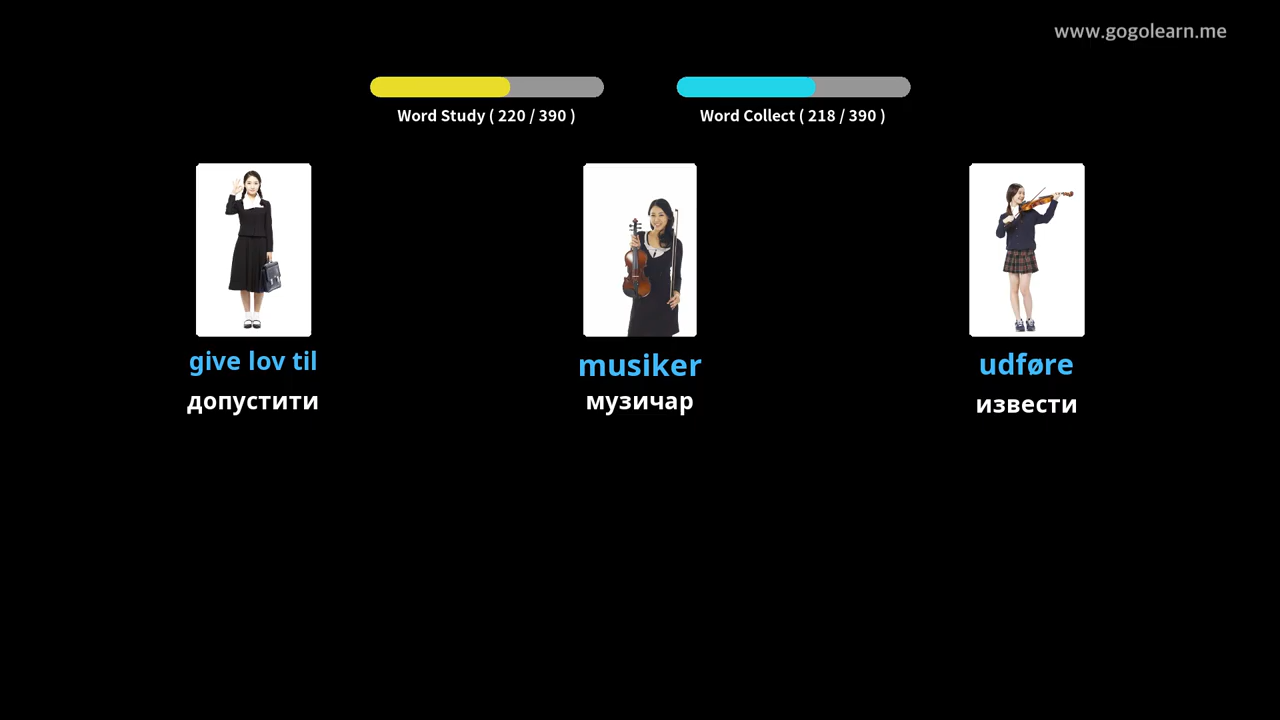 www.gogolearn.me
Word Study ( 220 / 390 )
Word Collect ( 218 / 390 )
give lov til
допустити
musiker
музичар
udføre
извести